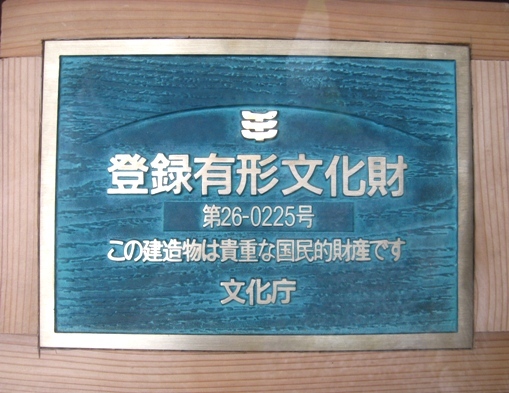 登録有形文化財
第26-0225号
この建造物は貴重な国民的財産です
文化庁